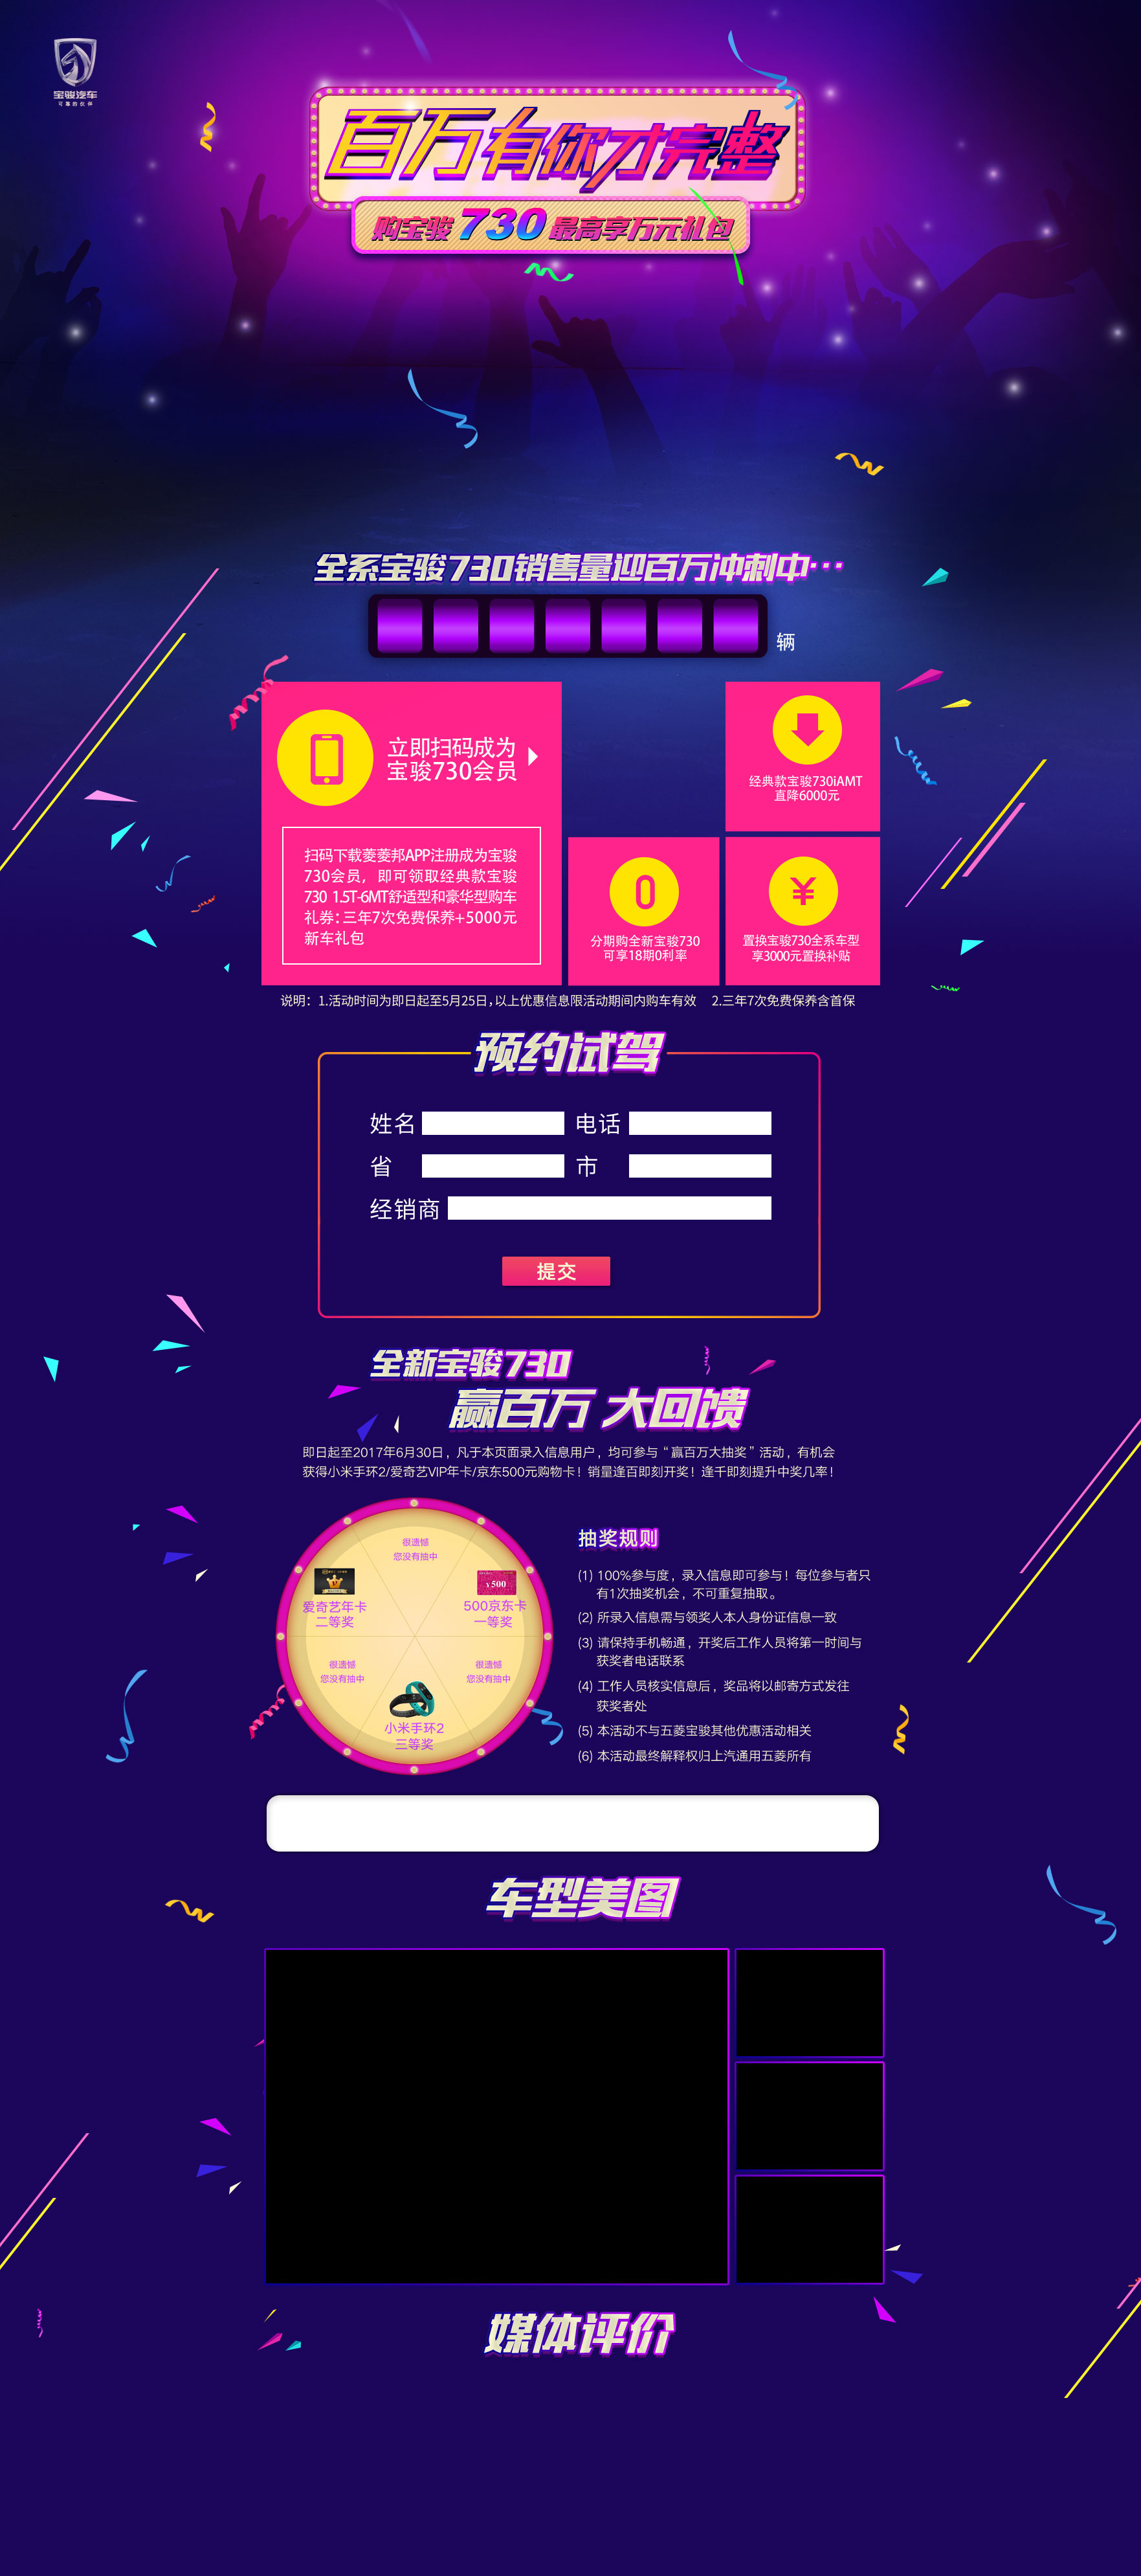 宝骏汽车
可靠的伙伴
百万有你才完整
购宝骏730最高享万元礼包
全系宝骏730销售量迎百万冲刺中···
辆
立即扫码成为
宝骏730会员
扫码下载菱菱邦APP注册成为宝骏
730会员，即可领取经典款宝骏
730 1.5T-6MT舒适型和豪华型购车
礼券：三年7次免费保养+5000元
新车礼包
经典款宝骏730iAMT
直降6000元
0
分期购全新宝骏730
可享18期0利率
¥
置换宝骏730全系车型
享3000元置换补贴
说明：1.活动时间为即日起至5月25日，以上优惠信息限活动期间内购车有效 2.三年7次免费保养含首保
预约试驾
姓名 电话
省 市
经销商
提交
全新宝骏730
赢百万 大回馈
即日起至2017年6月30日，凡于本页面录入信息用户，均可参与“赢百万大抽奖”活动，有机会
获得小米手环2/爱奇艺VIP年卡/京东500元购物卡！销量逢百即刻开奖！逢千即刻提升中奖几率！
很遗憾
您没有抽中
¥500
500京东卡
一等奖
很遗憾
您没有抽中
小米手环2
三等奖
很遗憾
您没有抽中
爱奇艺年卡
二等奖
抽奖规则
(1) 100%参与度，录入信息即可参与！每位参与者只
有1次抽奖机会，不可重复抽取。
(2) 所录入信息需与领奖人本人身份证信息一致
(3) 请保持手机畅通，开奖后工作人员将第一时间与
获奖者电话联系
(4) 工作人员核实信息后，奖品将以邮寄方式发往
获奖者处
(5) 本活动不与五菱宝骏其他优惠活动相关
(6) 本活动最终解释权归上汽通用五菱所有
车型美图
媒体评价